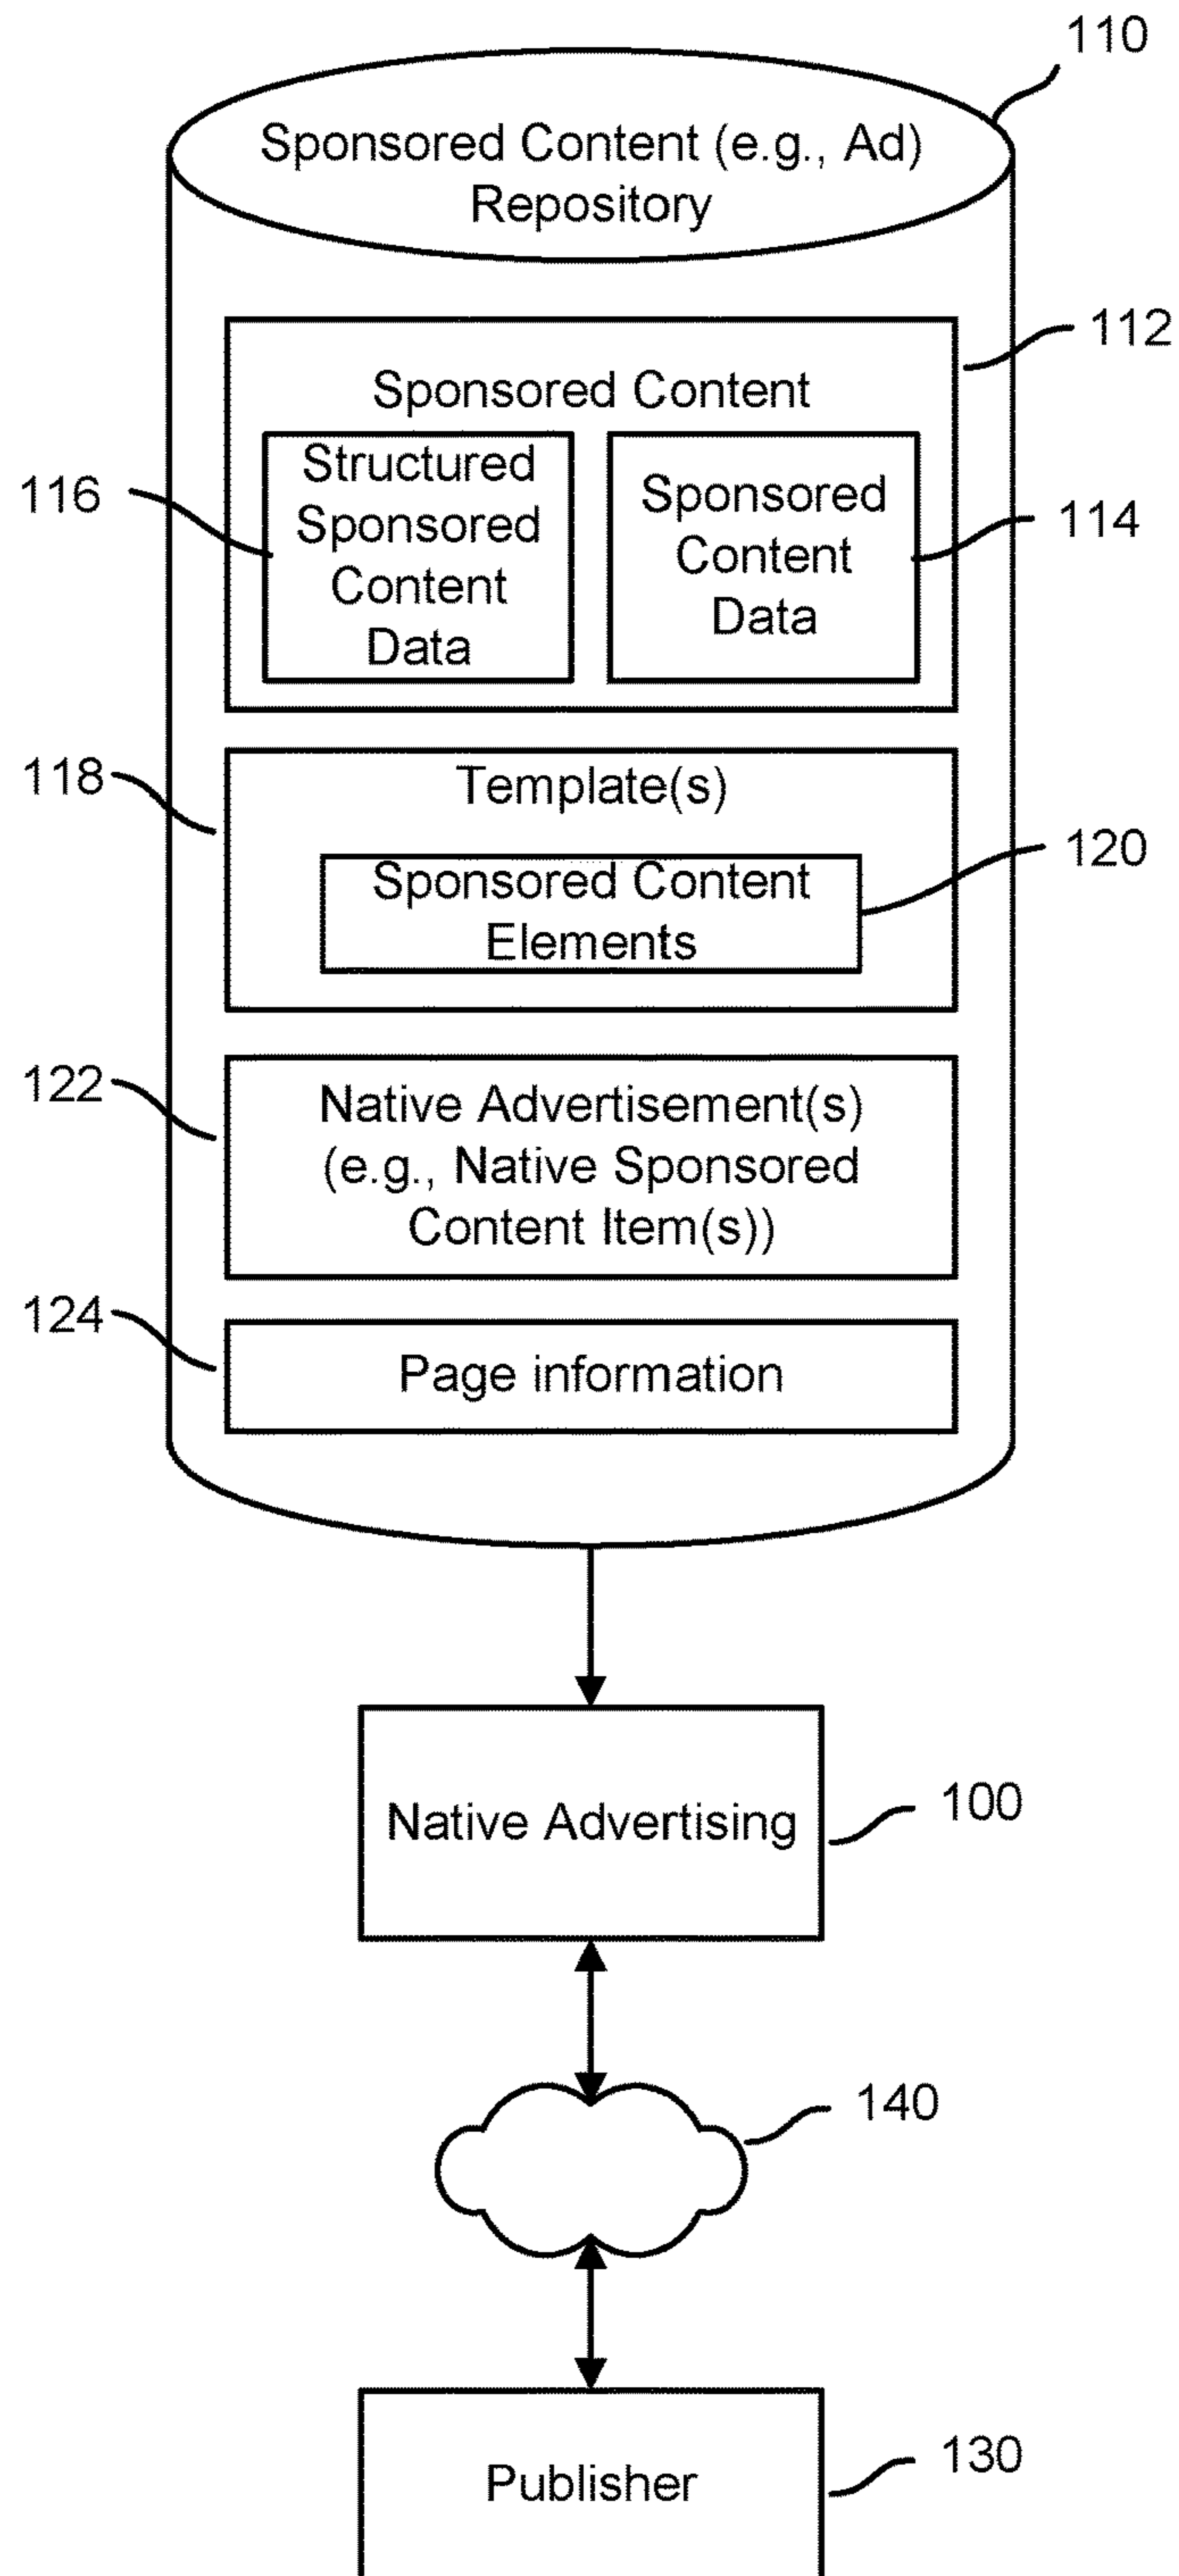 110
Sponsored Content (e.g., Ad)
Repository
112
Sponsored Content
116
Structured
Sponsored
Content
Data
Sponsored
Content
Data
114
118
Template(s)
120
Sponsored Content
Elements
122
Native Advertisement(s)
(e.g., Native Sponsored
Content Item(s))
124
Page information
Native Advertising
100
140
Publisher
130